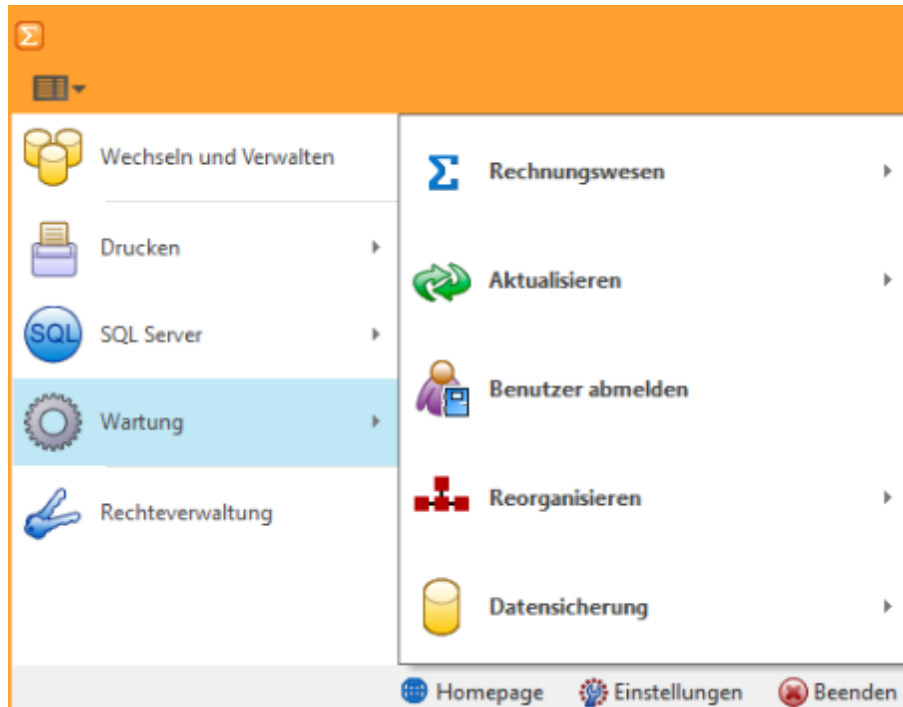 Wechseln und Verwalten
Drucken
SQL
SQL Server
Wartung
Rechteverwaltung
Σ
Rechnungswesen
Aktualisieren
Benutzer abmelden
Reorganisieren
Datensicherung
Homepage Einstellungen Beenden